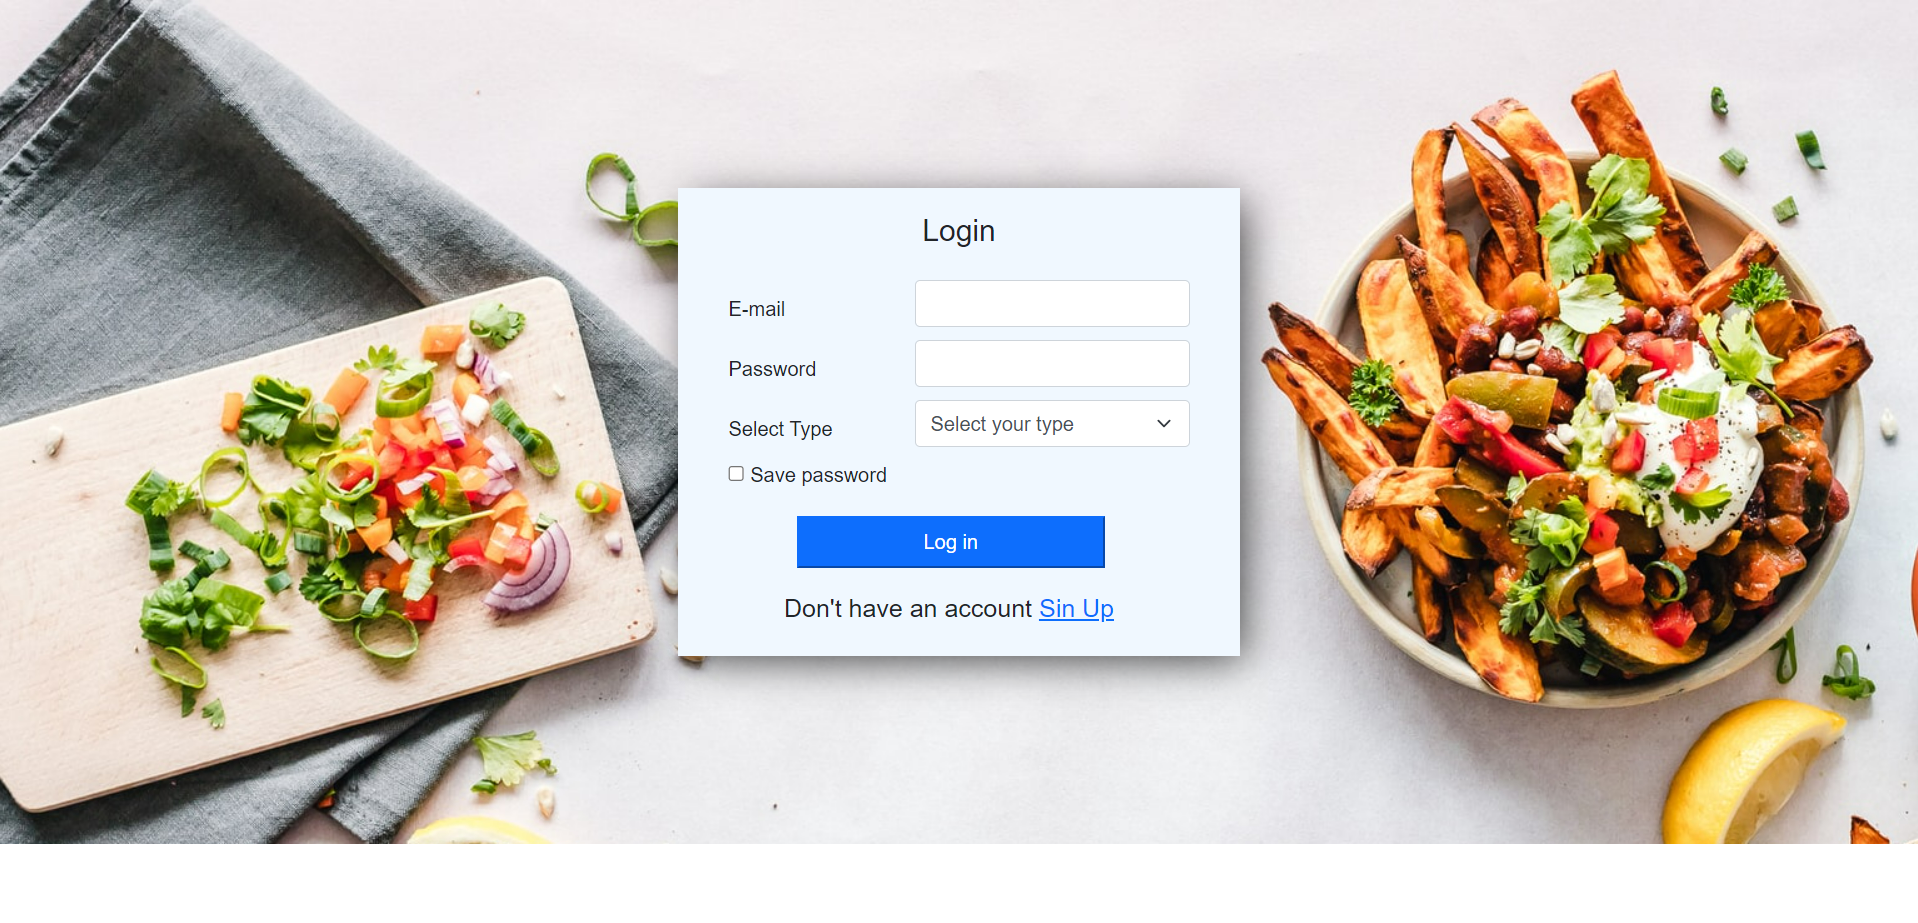 Login
E-mail
Password
Select Type Select your type
Save password
Log in
Don't have an account Sin Up